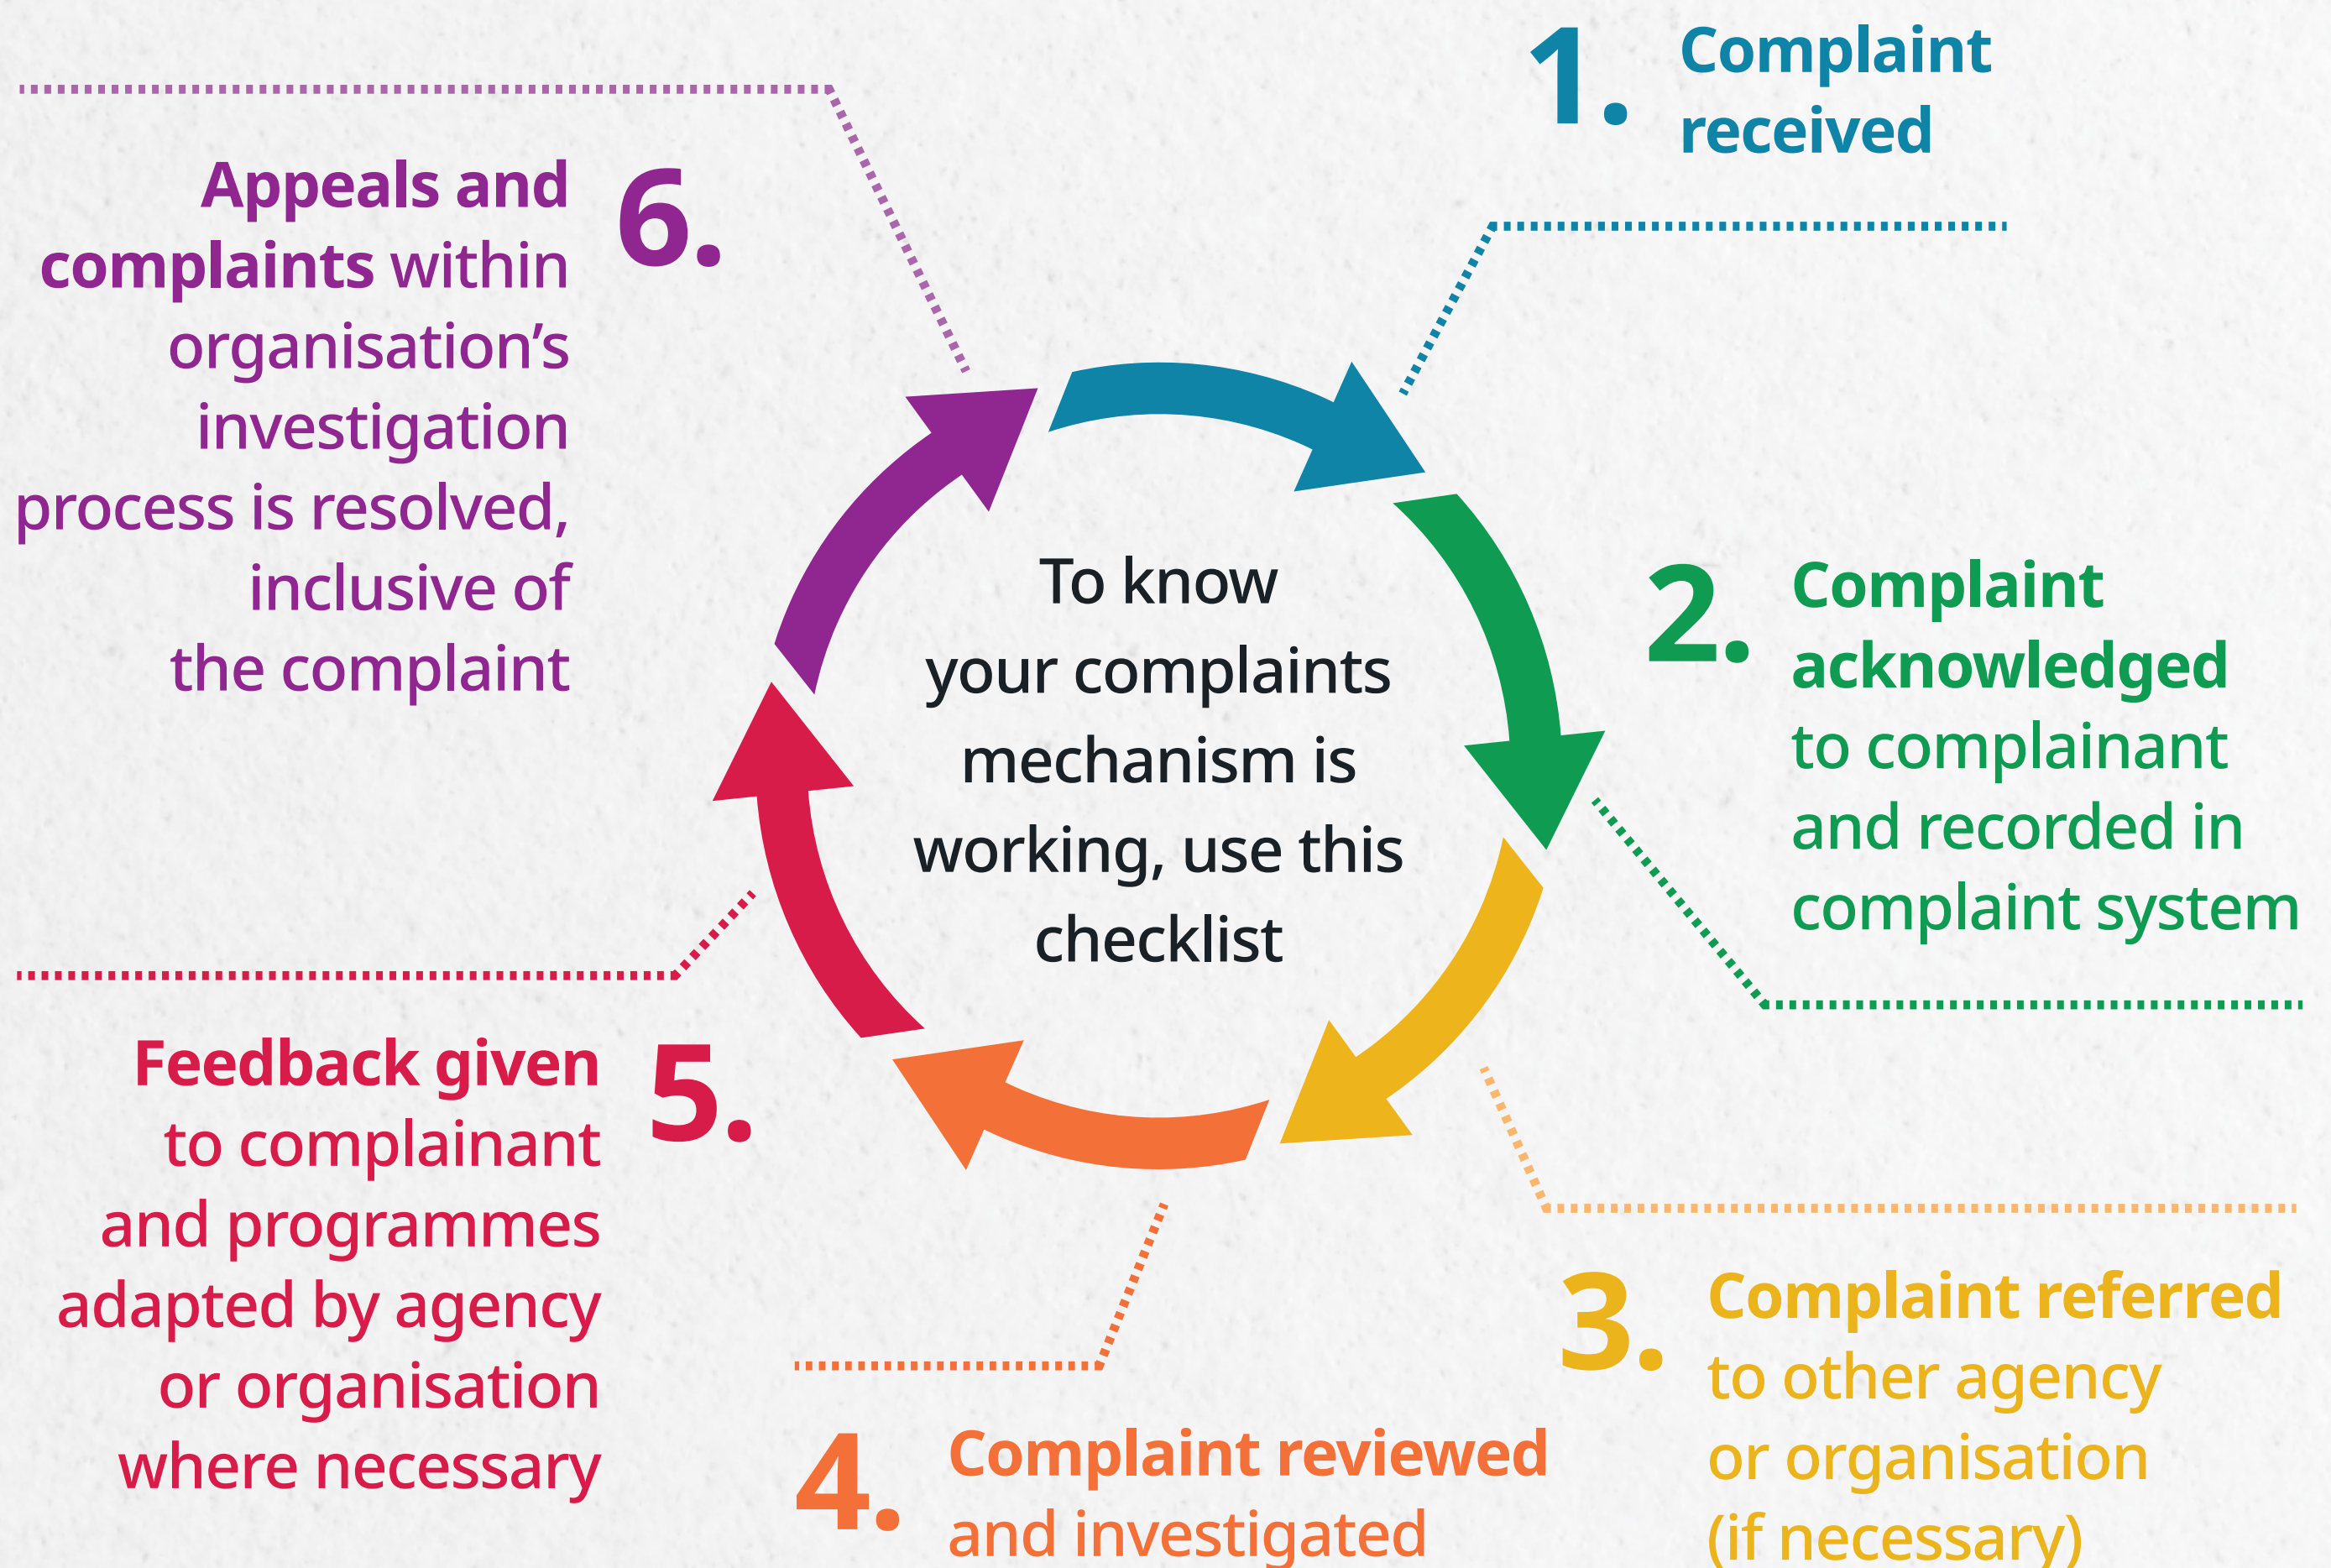 To know
your complaints
mechanism is
working, use this
checklist
1. Complaint
received
2. Complaint
acknowledged
to complainant
and recorded in
complaint system
3. Complaint referred
to other agency
or organisation
(if necessary)
4. Complaint reviewed
and investigated
5. Feedback given
to complainant
and programmes
adapted by agency
or organisation
where necessary
6. Appeals and
complaints within
organisation’s
investigation
process is resolved,
inclusive of
the complaint